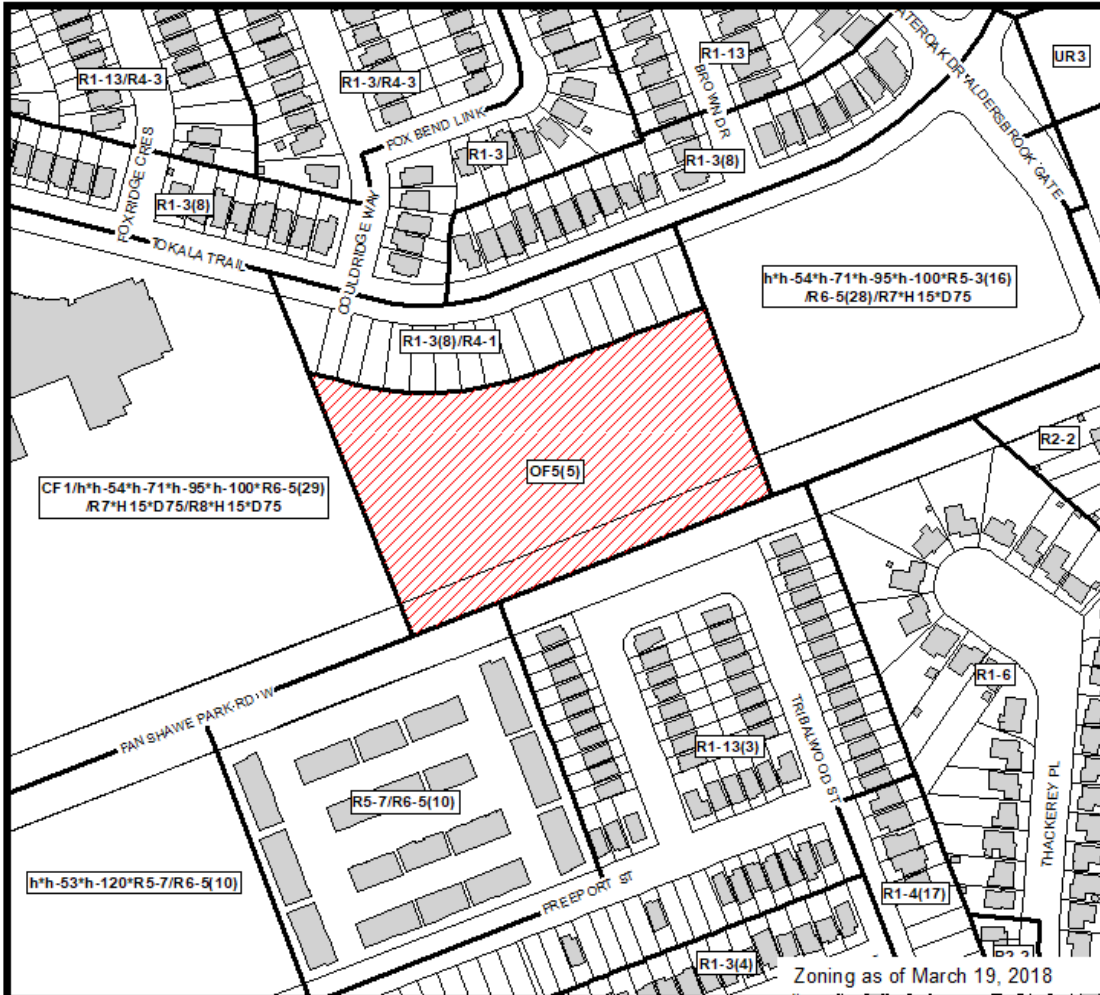 R1-13/R4-3
R1-3/R4-3
R1-13
UR3
FOX BEND LINK
BROWN DR
ALDERSBROOK GATE
R1-3
R1-3(8)
FOXRIDGE CRES
R1-3(8)
COULDRIDGE WAY
TOKALA TRAIL
h*h-54*h-71*h-95*h-100*R5-3(16)
/R6-5(28)/R7*H15*D75
R1-3(8)/R4-1
R2-2
OF5(5)
CF1/h*h-54*h-71*h-95*h-100*R6-5(29)
/R7*H15*D75/R8*H15*D75
R1-6
FANSHAWE PARK RD W
TRIBALWOOD ST
R1-13(3)
R5-7/R6-5(10)
THACKEREY PL
h*h-53*h-120*R5-7/R6-5(10)
FREEPORT ST
R1-4(17)
R1-3(4)
Zoning as of March 19, 2018